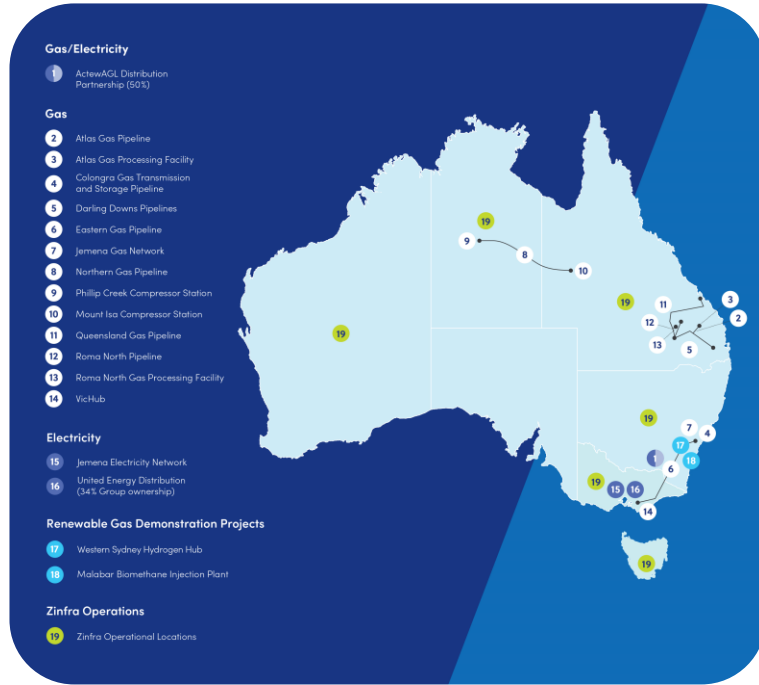 Gas/Electricity
1 ActewAGL Distribution
Partnership (50%)
Gas
2 Atlas Gas Pipeline
3 Atlas Gas Processing Facility
4 Colongra Gas Transmission
and Storage Pipeline
5 Darling Downs Pipelines
6 Eastern Gas Pipeline
7 Jemena Gas Network
8 Northern Gas Pipeline
9 Phillip Creek Compressor Station
10 Mount Isa Compressor Station
11 Queensland Gas Pipeline
12 Roma North Pipeline
13 Roma North Gas Processing Facility
14 VicHub
Electricity
15 Jemena Electricity Network
16 United Energy Distribution
(34% Group ownership)
Renewable Gas Demonstration Projects
17 Western Sydney Hydrogen Hub
18 Malabar Biomethane Injection Plant
Zinfra Operations
19 Zinfra Operational Locations
19
9
8
10
19
11
3
2
12
13
5
19
19
7
4
17
1
18
6
19
15
16
14
19